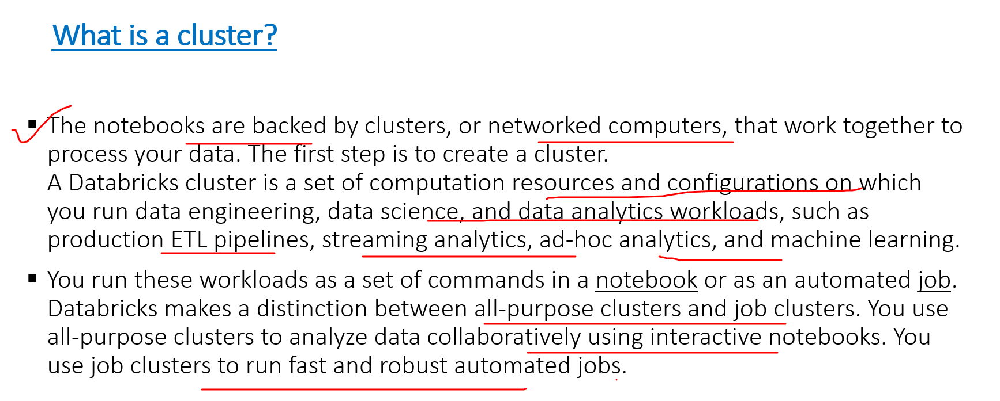 What is a cluster?
▪ The notebooks are backed by clusters, or networked computers, that work together to
process your data. The first step is to create a cluster.
A Databricks cluster is a set of computation resources and configurations on which
you run data engineering, data science, and data analytics workloads, such as
production ETL pipelines, streaming analytics, ad-hoc analytics, and machine learning.
▪ You run these workloads as a set of commands in a notebook or as an automated job.
Databricks makes a distinction between all-purpose clusters and job clusters. You use
all-purpose clusters to analyze data collaboratively using interactive notebooks. You
use job clusters to run fast and robust automated jobs.